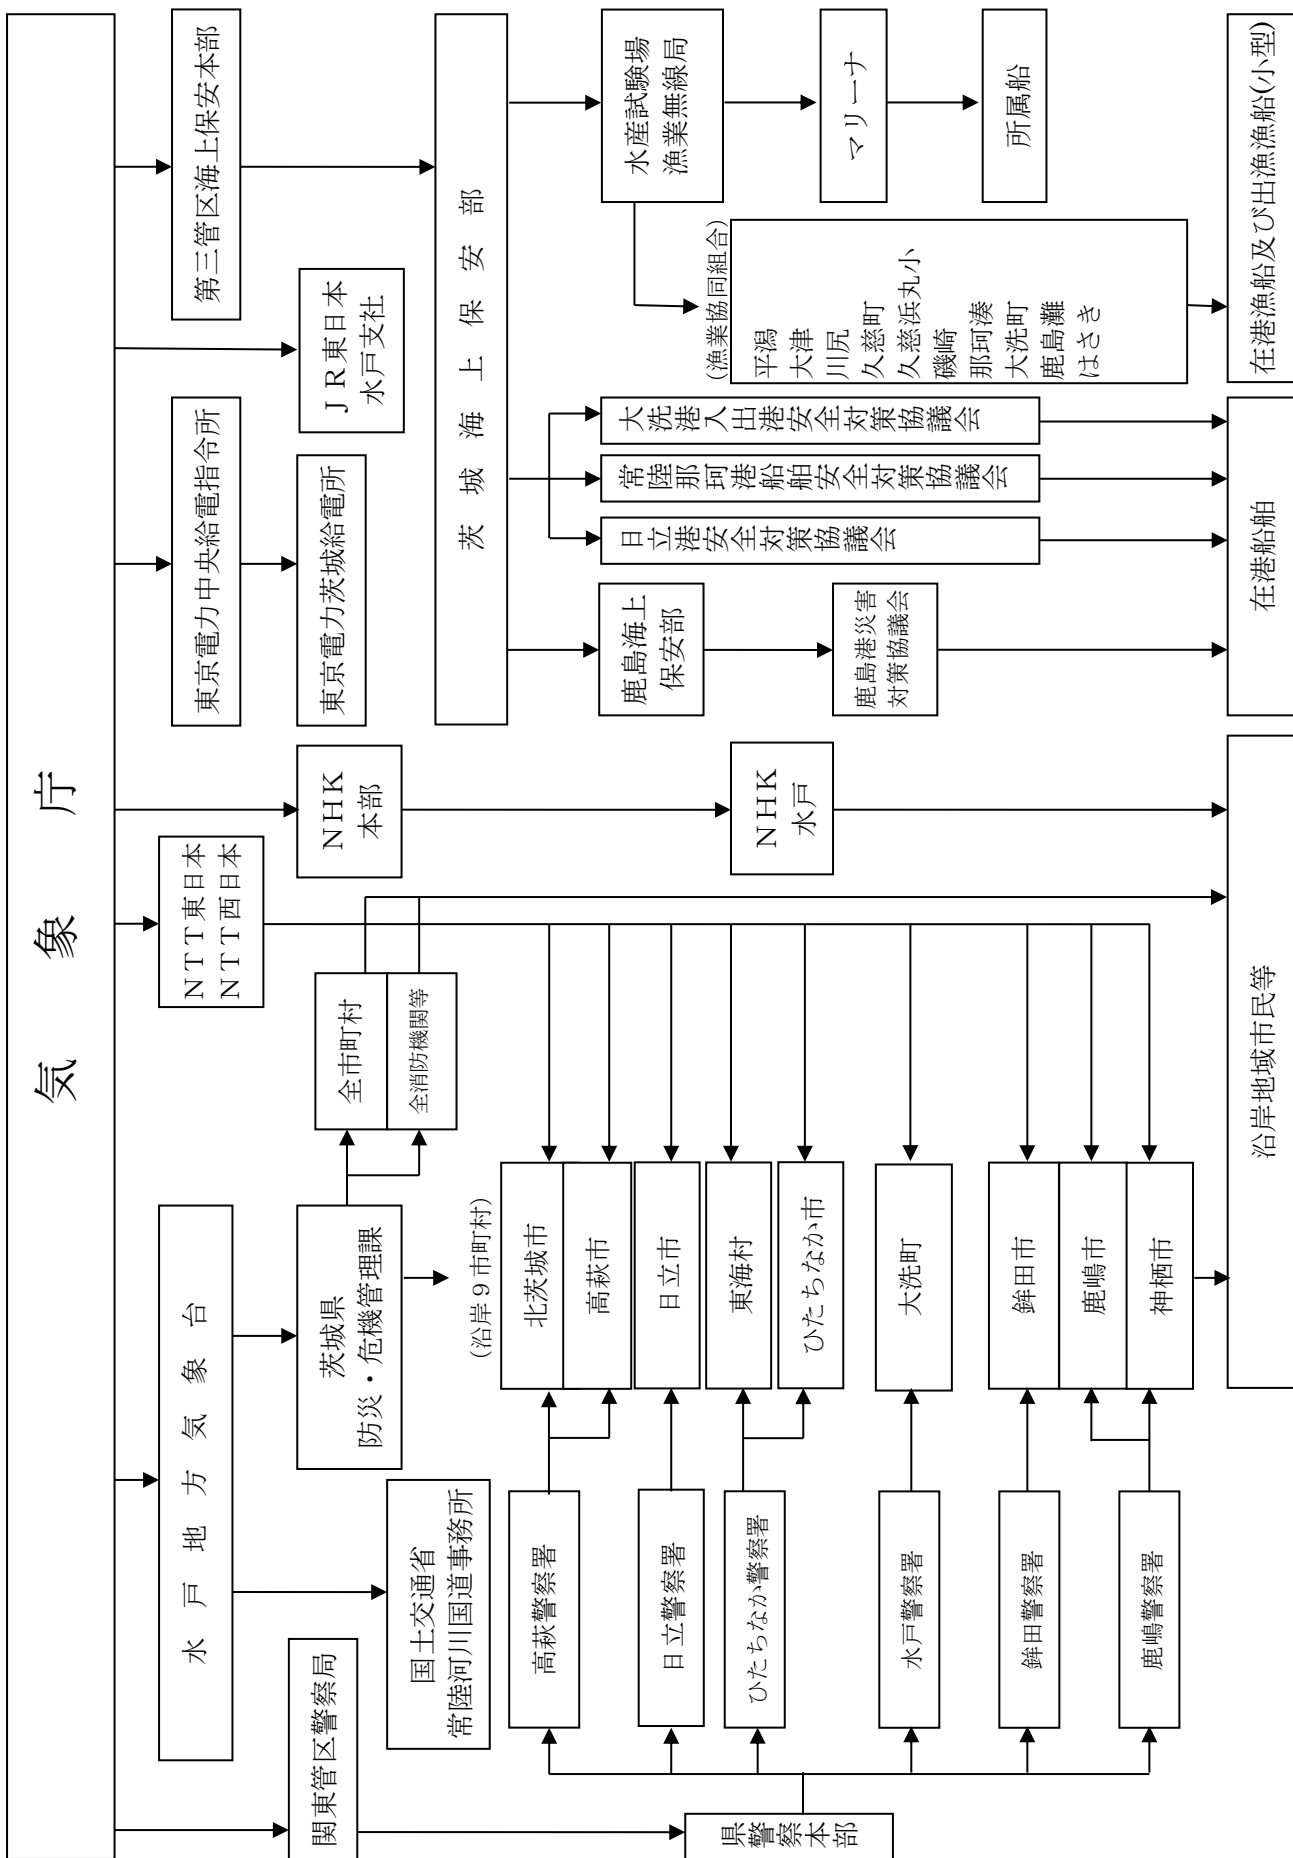 気象庁
関東管区警察局
水戸地方気象台
NTT東日本
NTT西日本
東京電力中央給電指令所
第三管区海上保安本部
国土交通省
常陸河川国道事務所
茨城県
防災・危機管理課
全市町村
全消防機関等
NHK
本部
東京電力茨城給電所
JR東日本
水戸支社
県警察本部
茨城海上保安部
高萩警察署
日立警察署
ひたちなか警察署
水戸警察署
鉾田警察署
鹿嶋警察署
(沿岸9市町村)
北茨城市
高萩市
日立市
東海村
ひたちなか市
大洗町
鉾田市
鹿嶋市
神栖市
NHK
水戸
鹿島海上
保安部
鹿島港災害
対策協議会
日立港安全対策協議会
常陸那珂港船舶安全対策協議会
大洗港入出港安全対策協議会
水産試験場
漁業無線局
マリーナ
所属船
(漁業協同組合)
平潟
大津
川尻
久慈町
久慈浜丸小
磯崎
那珂湊
大洗町
鹿島灘
はさき
沿岸地域市民等
在港船舶
在港漁船及び出漁漁船(小型)